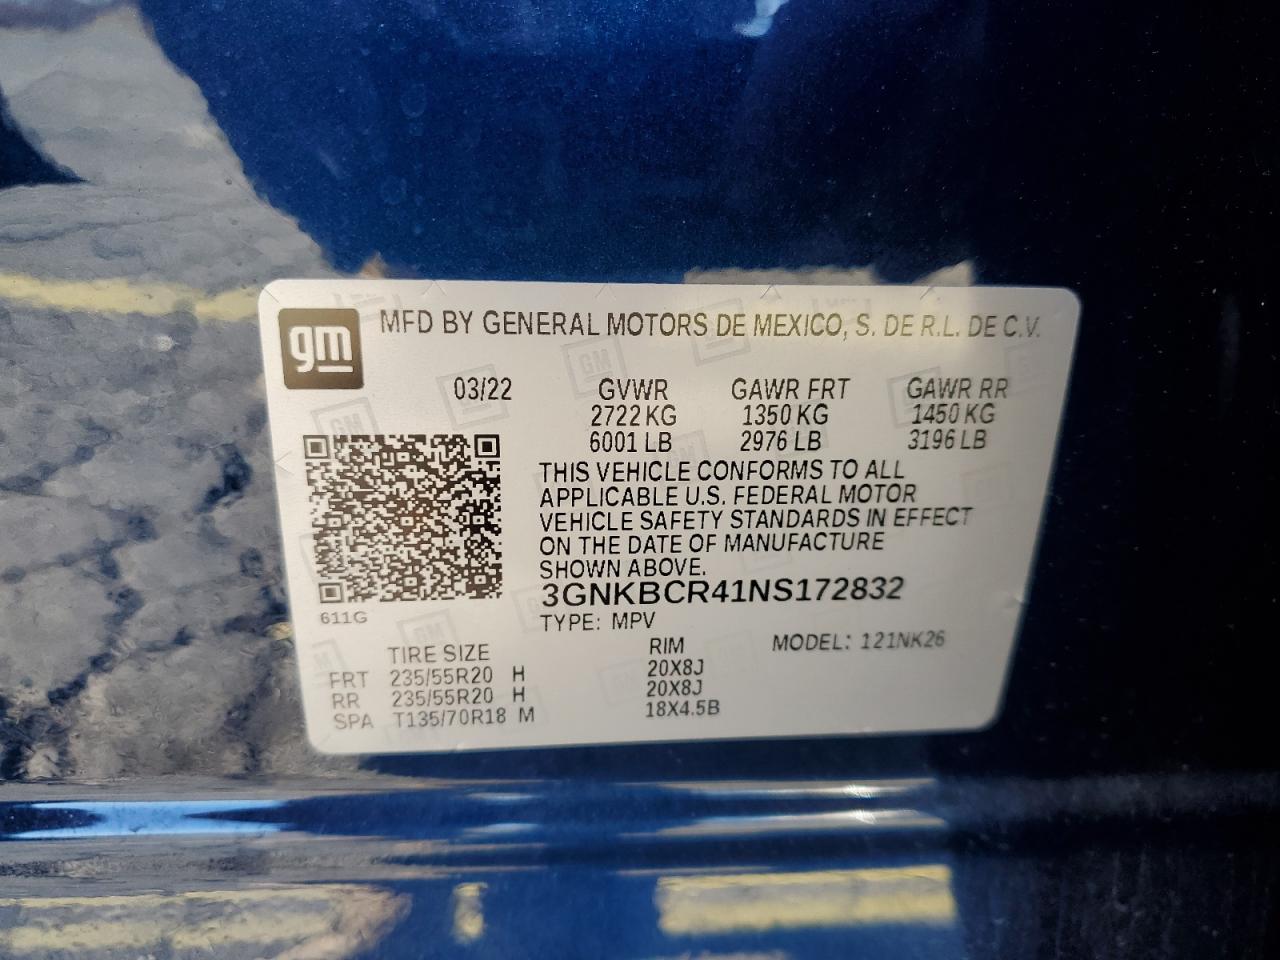 gm
MFD BY GENERAL MOTORS DE MEXICO, S. DE R.L. DE C.V.
03/22 GVWR GAWR FRT GAWR RR
2722 KG 1350 KG 1450 KG
6001 LB 2976 LB 3196 LB
THIS VEHICLE CONFORMS TO ALL
APPLICABLE U.S. FEDERAL MOTOR
VEHICLE SAFETY STANDARDS IN EFFECT
ON THE DATE OF MANUFACTURE
SHOWN ABOVE.
3GNKBCR41NS172832
611G
TYPE: MPV
TIRE SIZE RIM MODEL: 121NK26
FRT 235/55R20 H 20X8J
RR 235/55R20 H 20X8J
SPA T135/70R18 M 18X4.5B